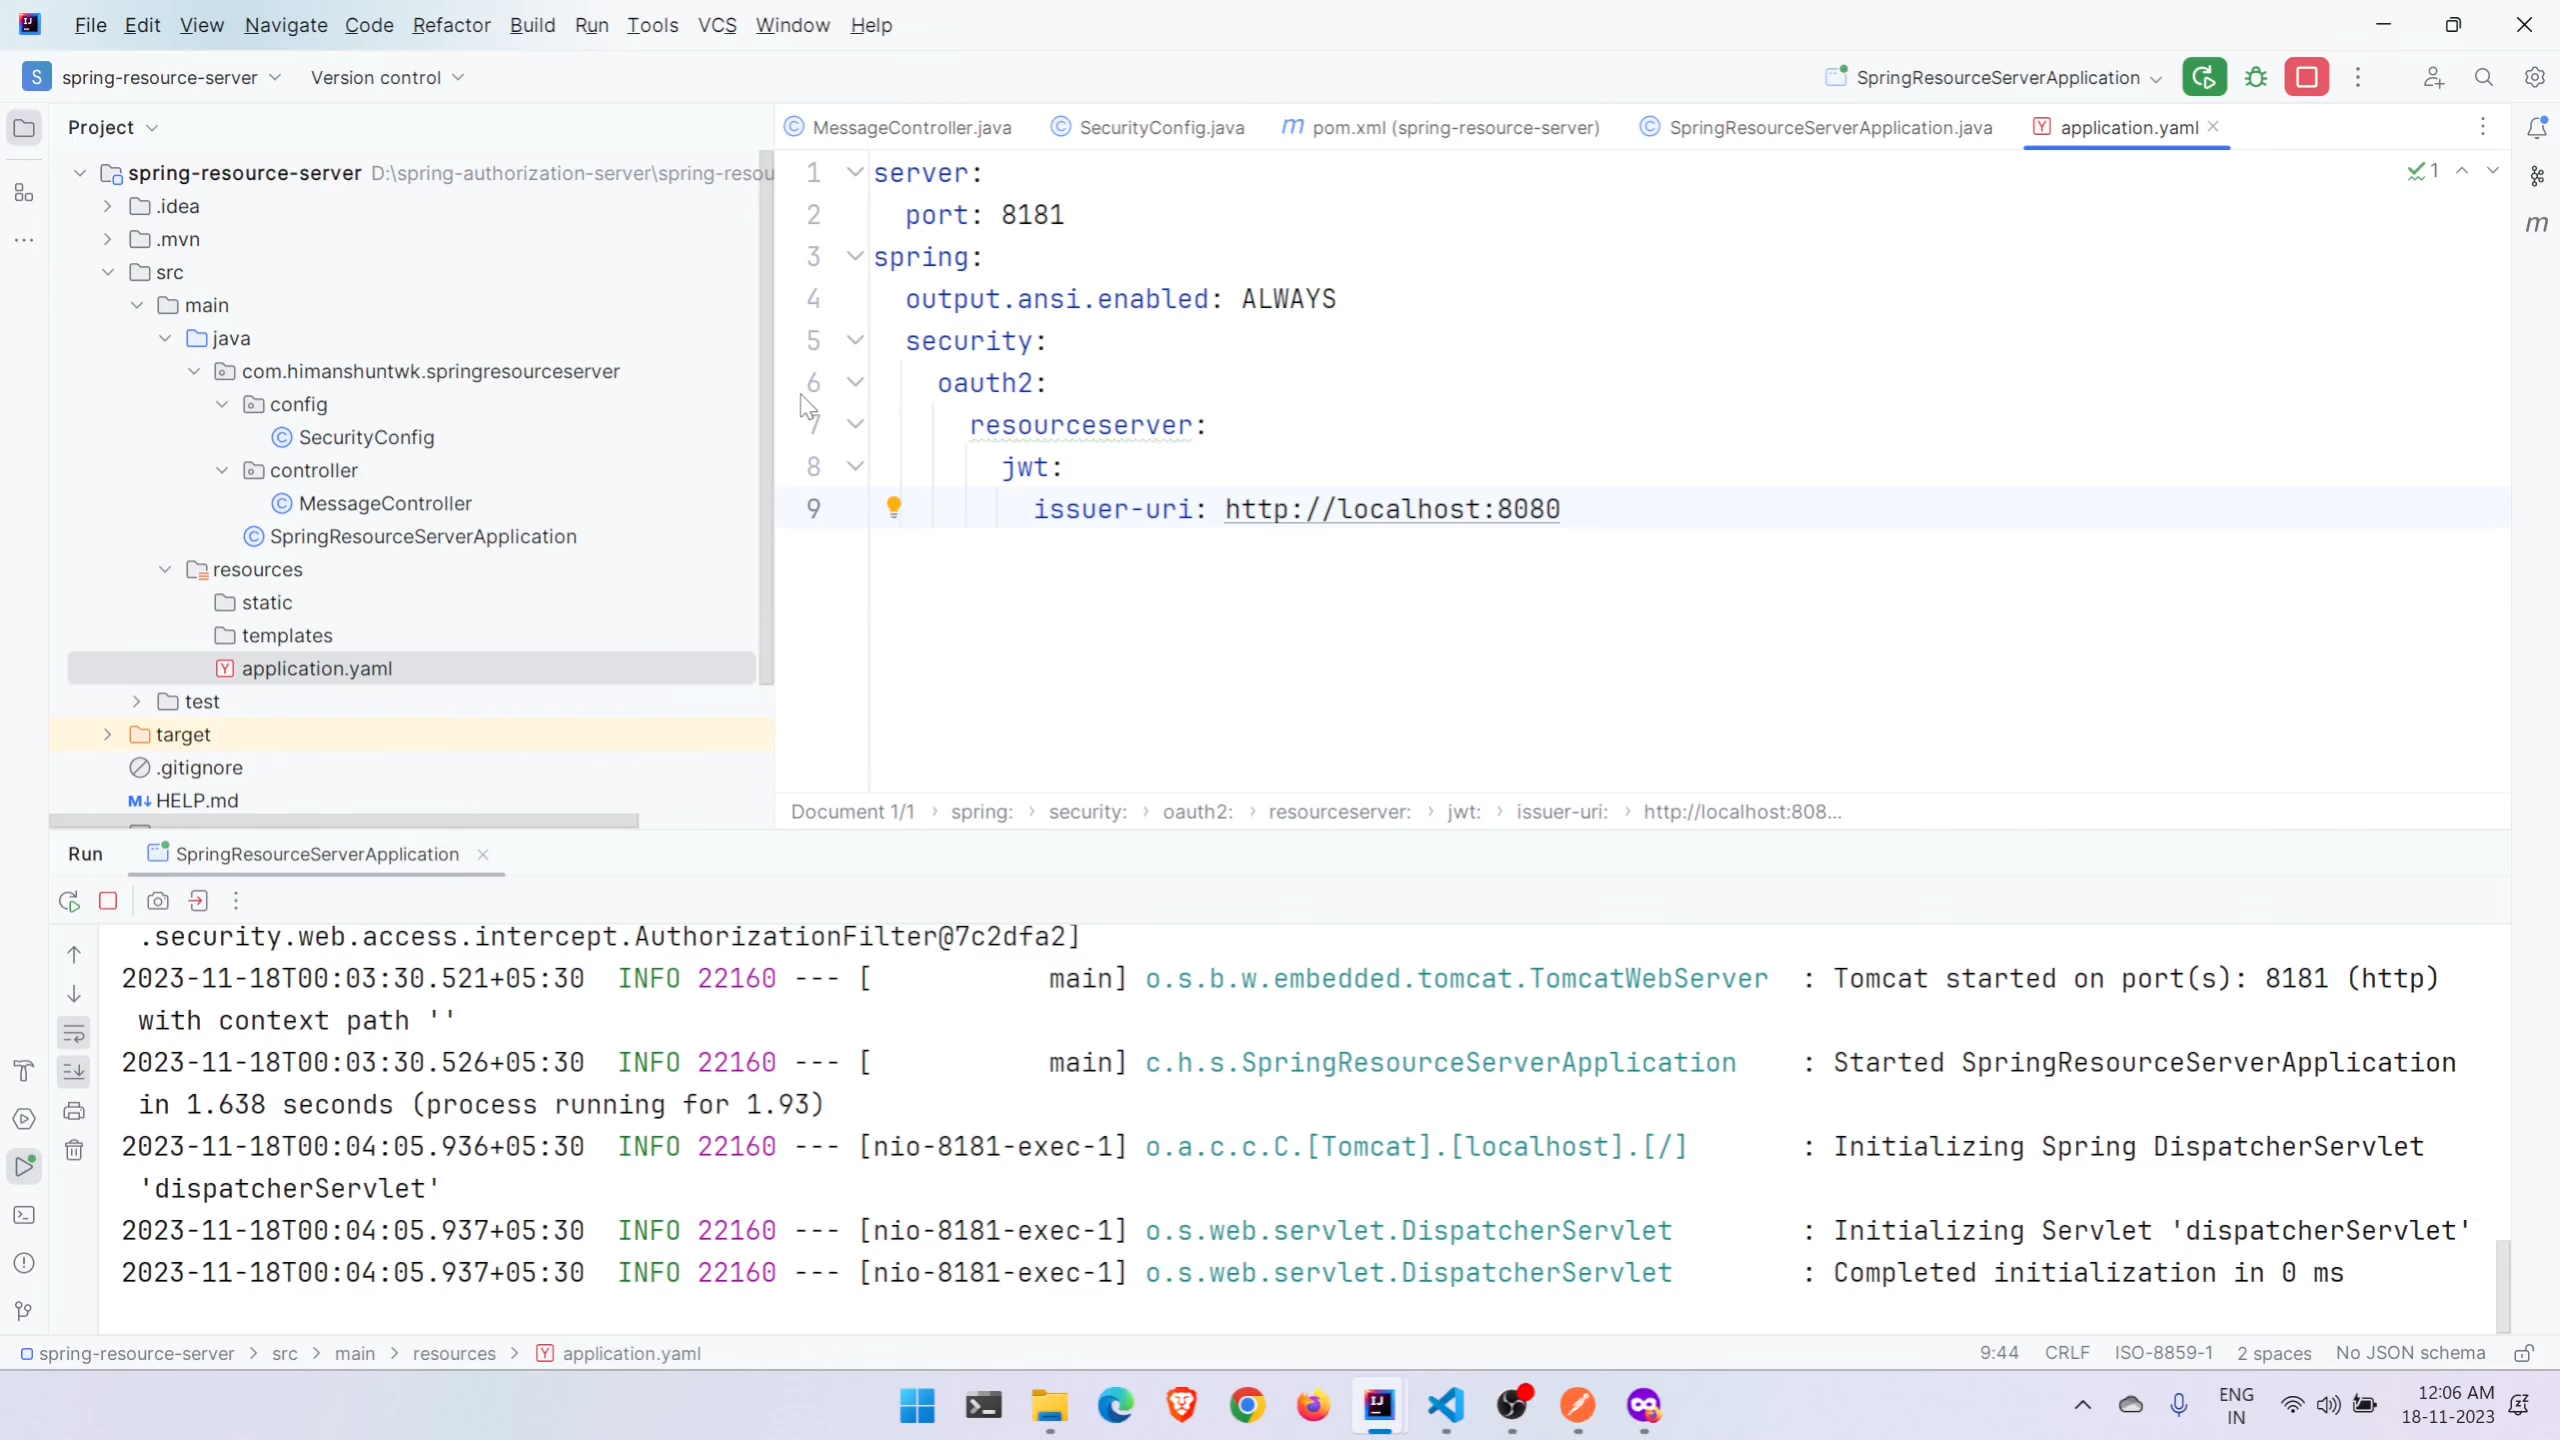 File Edit View Navigate Code Refactor Build Run Tools VCS Window Help
S spring-resource-server Version control SpringResourceServerApplication
Project
MessageController.java SecurityConfig.java pom.xml (spring-resource-server) SpringResourceServerApplication.java application.yaml
spring-resource-server D:\spring-authorization-server\spring-resou
.idea
.mvn
src
main
java
com.himanshuntwk.springresourceserver
config
SecurityConfig
controller
MessageController
SpringResourceServerApplication
resources
static
templates
application.yaml
test
target
.gitignore
HELP.md
1 server:
2 port: 8181
3 spring:
4 output.ansi.enabled: ALWAYS
5 security:
6 oauth2:
7 resourceserver:
8 jwt:
9 issuer-uri: http://localhost:8080
1
Document 1/1 › spring: › security: › oauth2: › resourceserver: › jwt: › issuer-uri: › http://localhost:808...
Run SpringResourceServerApplication
.security.web.access.intercept.AuthorizationFilter@7c2dfa2]
2023-11-18T00:03:30.521+05:30 INFO 22160 --- [ main] o.s.b.w.embedded.tomcat.TomcatWebServer : Tomcat started on port(s): 8181 (http)
with context path ''
2023-11-18T00:03:30.526+05:30 INFO 22160 --- [ main] c.h.s.SpringResourceServerApplication : Started SpringResourceServerApplication
in 1.638 seconds (process running for 1.93)
2023-11-18T00:04:05.936+05:30 INFO 22160 --- [nio-8181-exec-1] o.a.c.c.C.[Tomcat].[localhost].[/] : Initializing Spring DispatcherServlet
'dispatcherServlet'
2023-11-18T00:04:05.937+05:30 INFO 22160 --- [nio-8181-exec-1] o.s.web.servlet.DispatcherServlet : Initializing Servlet 'dispatcherServlet'
2023-11-18T00:04:05.937+05:30 INFO 22160 --- [nio-8181-exec-1] o.s.web.servlet.DispatcherServlet : Completed initialization in 0 ms
spring-resource-server > src > main > resources > application.yaml
9:44 CRLF ISO-8859-1 2 spaces No JSON schema
ENG
IN
12:06 AM
18-11-2023